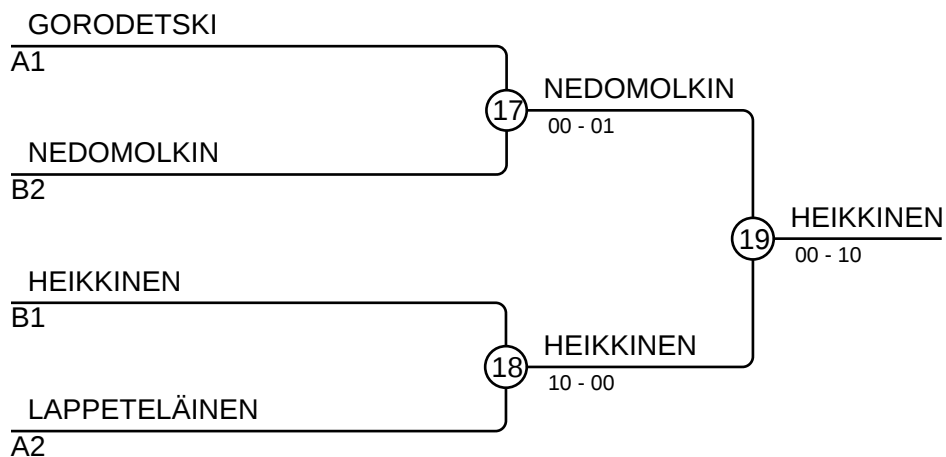 GORODETSKI
A1
17
NEDOMOLKIN
00 - 01
NEDOMOLKIN
B2
19
HEIKKINEN
00 - 10
HEIKKINEN
B1
18
HEIKKINEN
10 - 00
LAPPETELÄINEN
A2